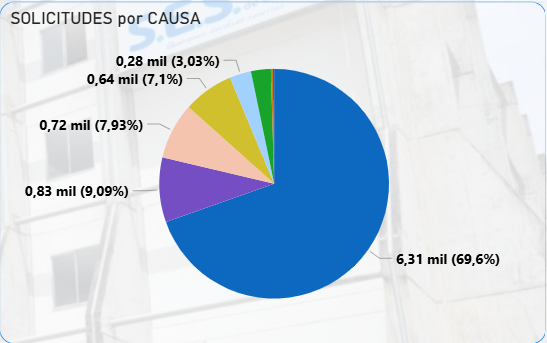 SOLICITUDES por CAUSA
S.E.S.
0,28 mil (3,03%)
0,64 mil (7,1%)
0,72 mil (7,93%)
0,83 mil (9,09%)
6,31 mil (69,6%)